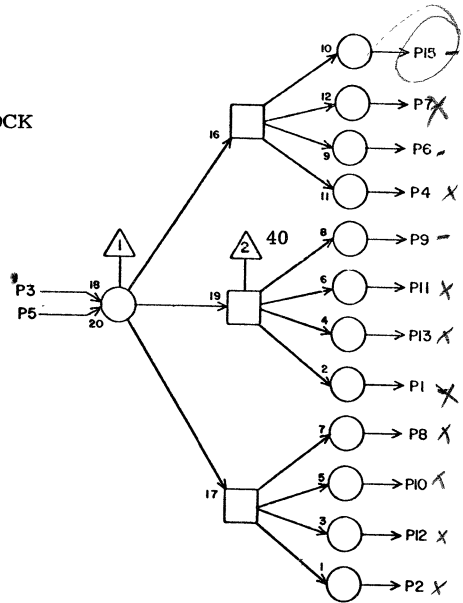 10 P15 –
OCK
12 P7 X
16
9 P6 –
11 P4 X
1
2 40
8 P9 –
6 P11 X
P3 18
19
4 P13 X
P5 20
2 P1 X
7 P8 X
17
5 P10 X
3 P12 X
1 P2 X